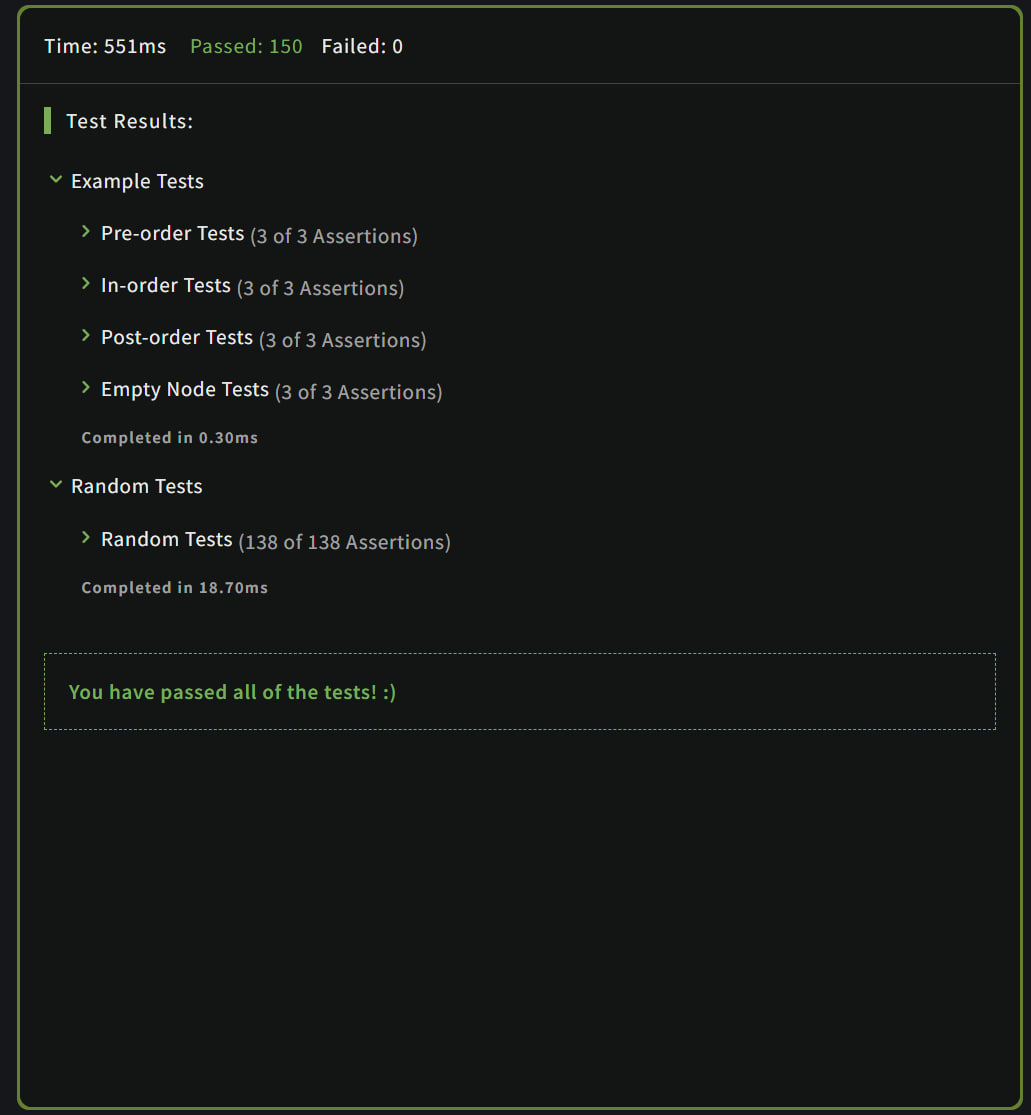 Time: 551ms Passed: 150 Failed: 0
Test Results:
Example Tests
Pre-order Tests (3 of 3 Assertions)
In-order Tests (3 of 3 Assertions)
Post-order Tests (3 of 3 Assertions)
Empty Node Tests (3 of 3 Assertions)
Completed in 0.30ms
Random Tests
Random Tests (138 of 138 Assertions)
Completed in 18.70ms
You have passed all of the tests! :)